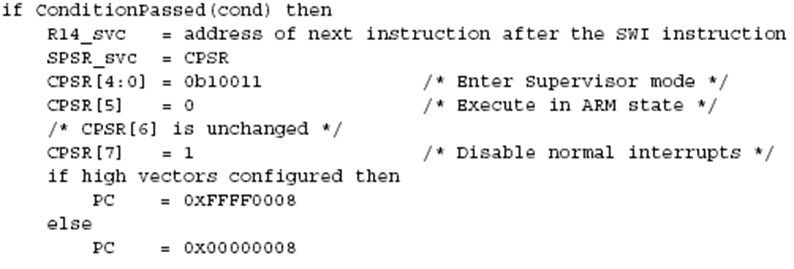 if ConditionPassed(cond) then
R14_svc = address of next instruction after the SWI instruction
SPSR_svc = CPSR
CPSR[4:0] = 0b10011 /* Enter Supervisor mode */
CPSR[5] = 0 /* Execute in ARM state */
/* CPSR[6] is unchanged */
CPSR[7] = 1 /* Disable normal interrupts */
if high vectors configured then
PC = 0xFFFF0008
else
PC = 0x00000008